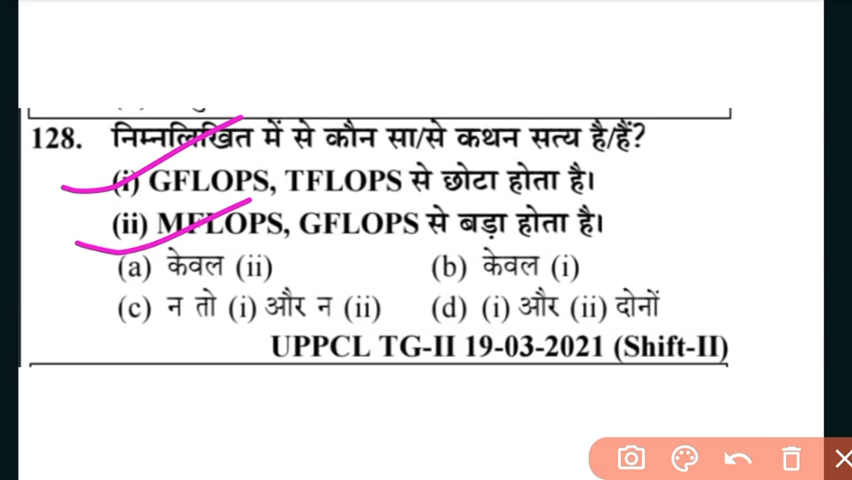 128. निम्नलिखित में से कौन सा/से कथन सत्य है/हैं?
(i) GFLOPS, TFLOPS से छोटा होता है।
(ii) MFLOPS, GFLOPS से बड़ा होता है।
(a) केवल (ii) (b) केवल (i)
(c) न तो (i) और न (ii) (d) (i) और (ii) दोनों
UPPCL TG-II 19-03-2021 (Shift-II)